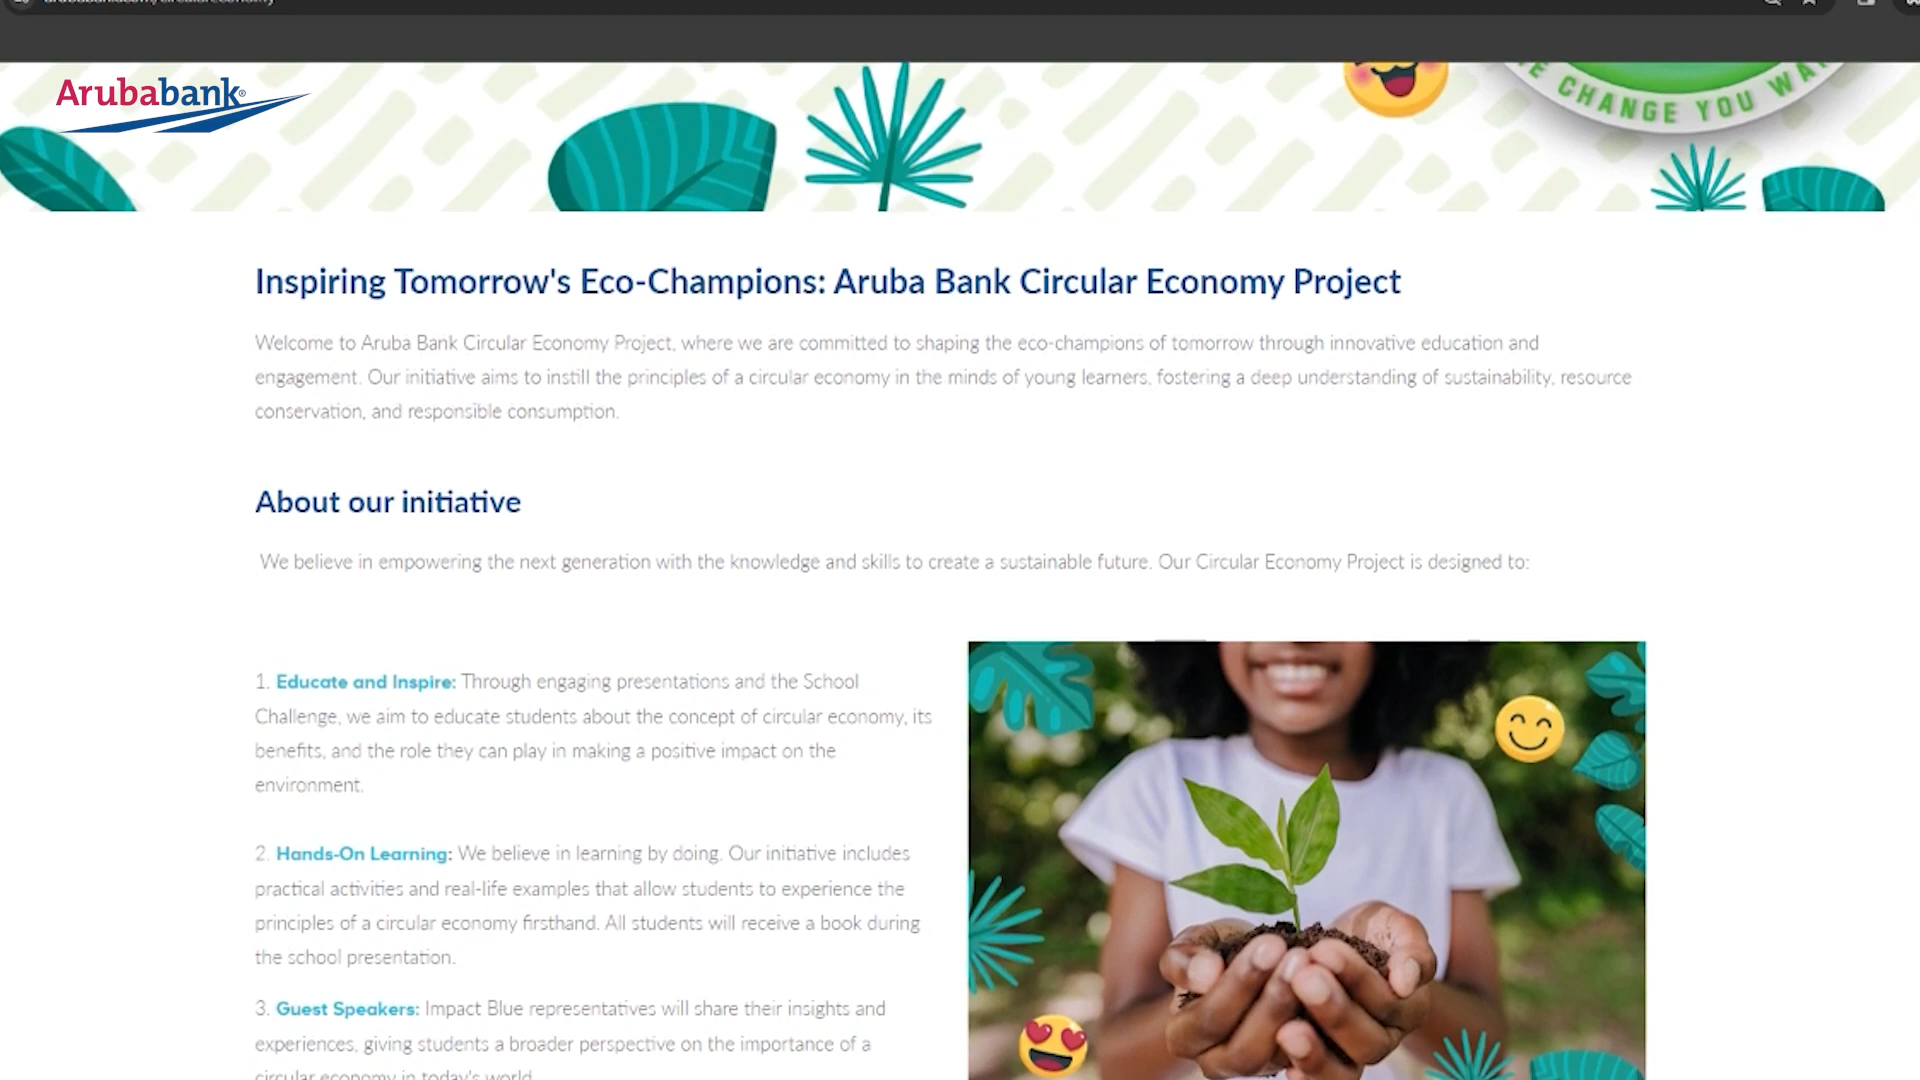 Arubabank®
E CHANGE YOU WA
Inspiring Tomorrow's Eco-Champions: Aruba Bank Circular Economy Project
Welcome to Aruba Bank Circular Economy Project, where we are committed to shaping the eco-champions of tomorrow through innovative education and
engagement. Our initiative aims to instill the principles of a circular economy in the minds of young learners, fostering a deep understanding of sustainability, resource
conservation, and responsible consumption.
About our initiative
We believe in empowering the next generation with the knowledge and skills to create a sustainable future. Our Circular Economy Project is designed to:
1. Educate and Inspire: Through engaging presentations and the School
Challenge, we aim to educate students about the concept of circular economy, its
benefits, and the role they can play in making a positive impact on the
environment.
2. Hands-On Learning: We believe in learning by doing. Our initiative includes
practical activities and real-life examples that allow students to experience the
principles of a circular economy firsthand. All students will receive a book during
the school presentation.
3. Guest Speakers: Impact Blue representatives will share their insights and
experiences, giving students a broader perspective on the importance of a
circular economy in today's world.